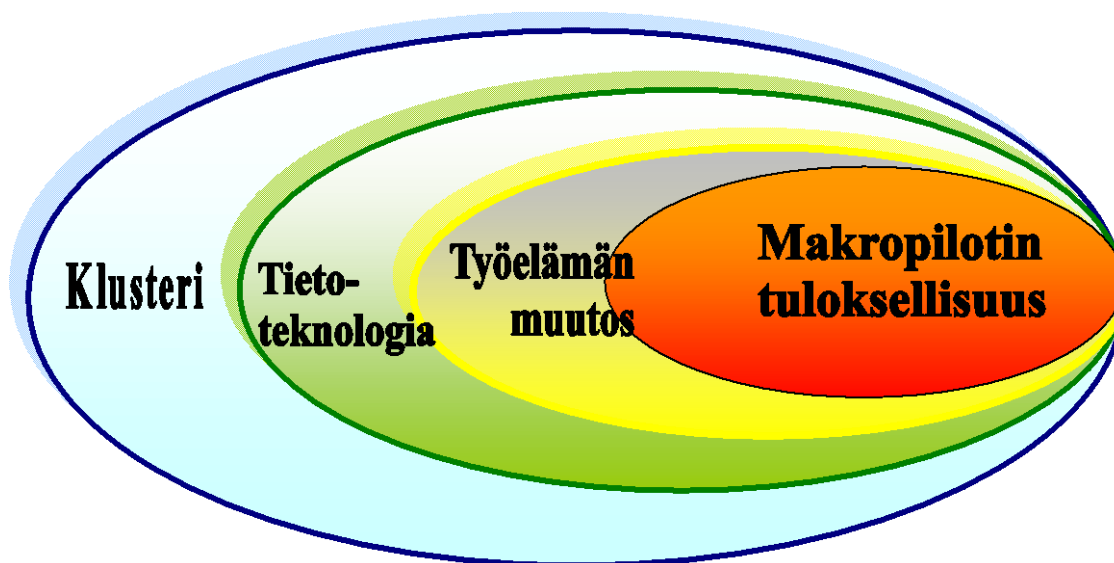 Klusteri
Tieto-
teknologia
Työelämän
muutos
Makropilotin
tuloksellisuus